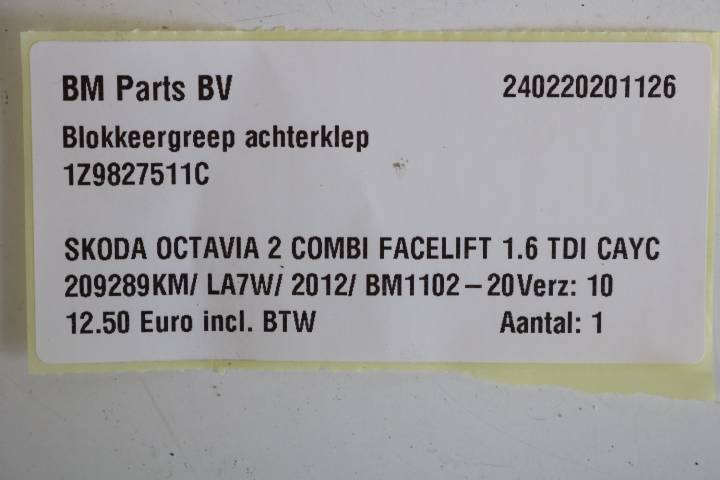 BM Parts BV 240220201126
Blokkeergreep achterklep
1Z9827511C
SKODA OCTAVIA 2 COMBI FACELIFT 1.6 TDI CAYC
209289KM/ LA7W/ 2012/ BM1102-20Verz: 10
12.50 Euro incl. BTW Aantal: 1